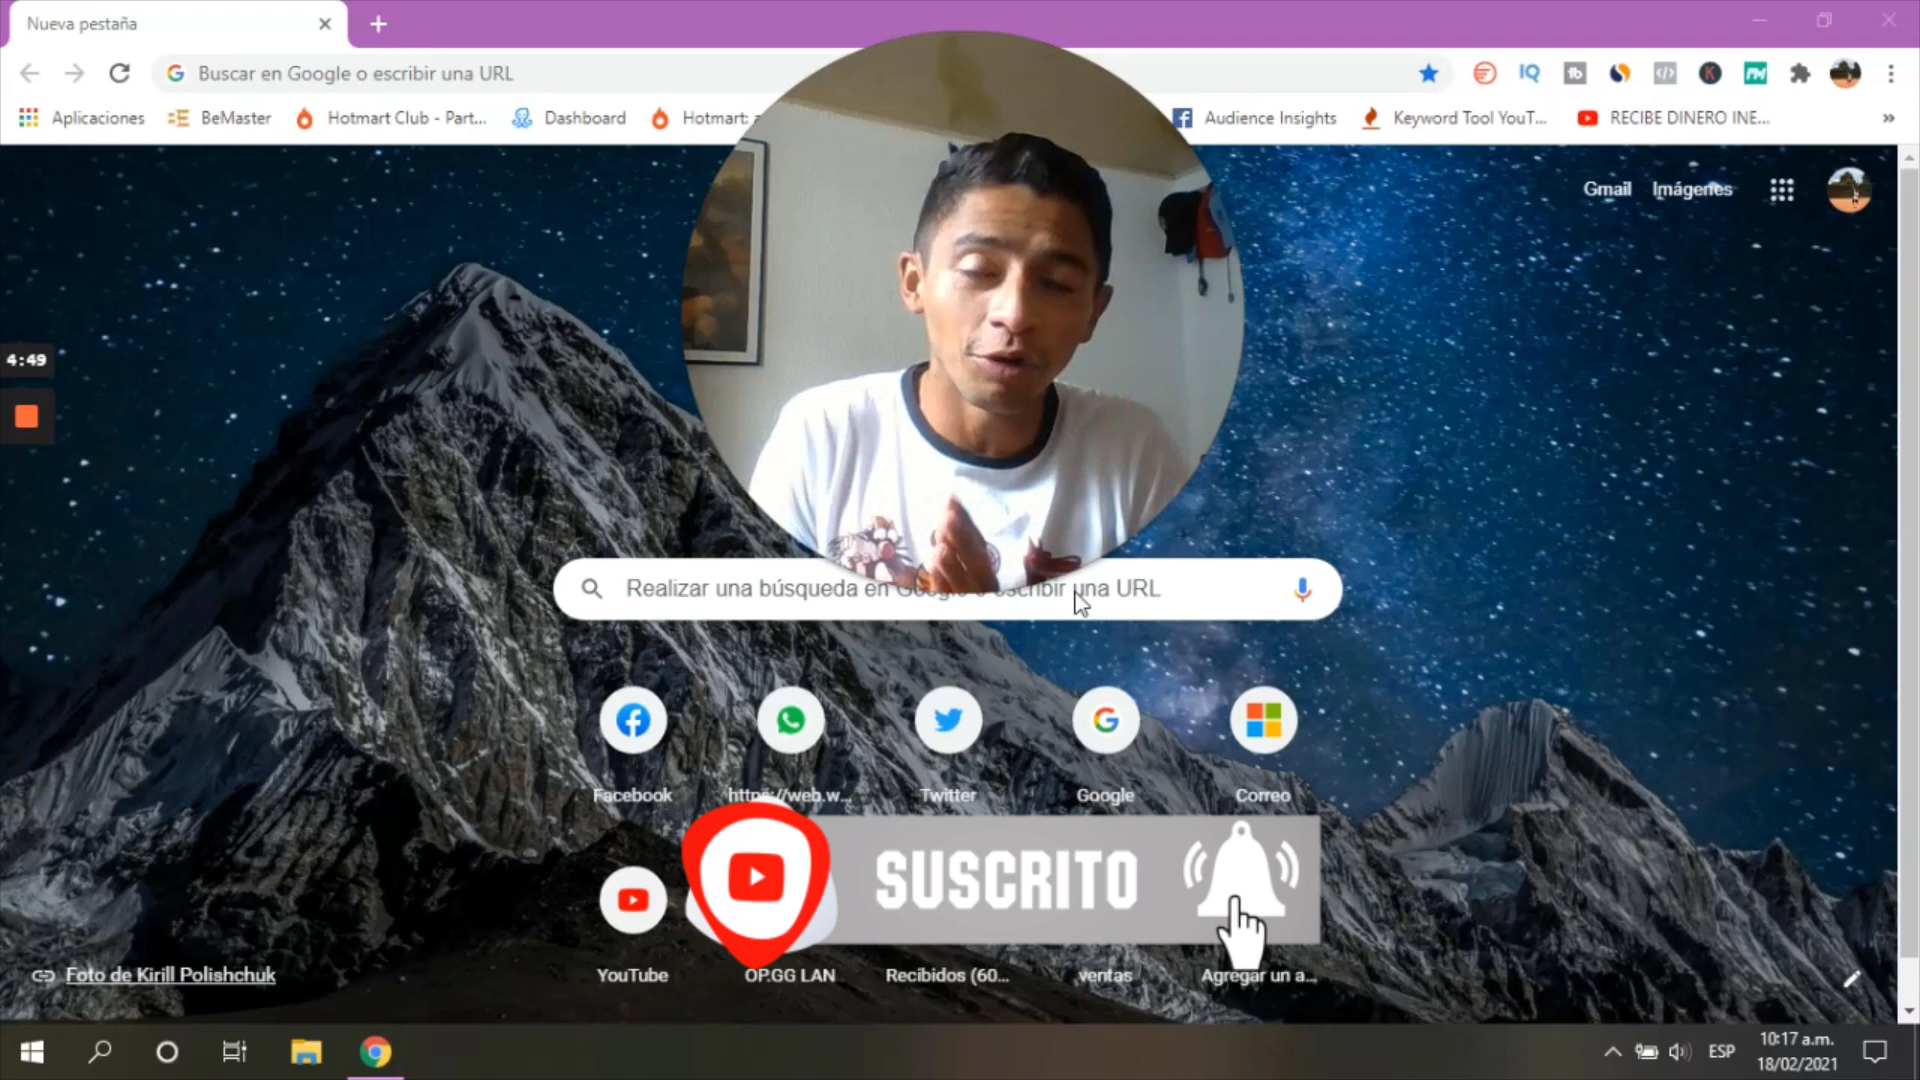 Nueva pestaña
Buscar en Google o escribir una URL
Aplicaciones BeMaster Hotmart Club - Part... Dashboard Hotmart: Audience Insights Keyword Tool YouT... RECIBE DINERO INE...
Gmail Imágenes
4:49
Realizar una búsqueda en Google o escribir una URL
Facebook https://web.w... Twitter Google Correo
SUSCRITO
YouTube OP.GG LAN Recibidos (60... ventas Agregar un a...
Foto de Kirill Polishchuk
ESP
10:17 a.m.
18/02/2021